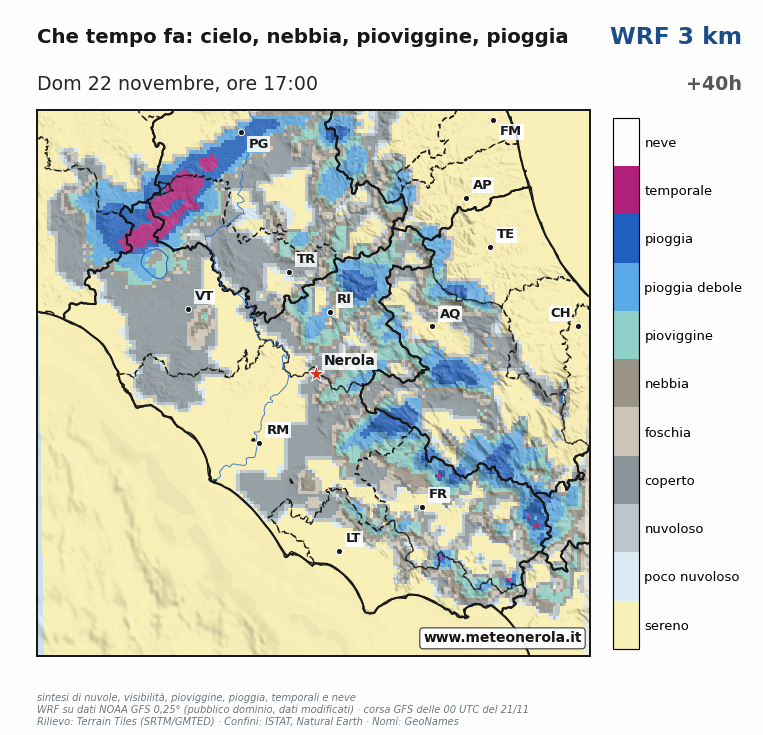 Che tempo fa: cielo, nebbia, pioviggine, pioggia
WRF 3 km
Dom 22 novembre, ore 17:00
+40h
FM
PG
AP
TE
TR
VT
RI
AQ
CH
Nerola
RM
FR
LT
www.meteonerola.it
neve
temporale
pioggia
pioggia debole
pioviggine
nebbia
foschia
coperto
nuvoloso
poco nuvoloso
sereno
sintesi di nuvole, visibilità, pioviggine, pioggia, temporali e neve
WRF su dati NOAA GFS 0,25° (pubblico dominio, dati modificati) · corsa GFS delle 00 UTC del 21/11
Rilievo: Terrain Tiles (SRTM/GMTED) · Confini: ISTAT, Natural Earth · Nomi: GeoNames